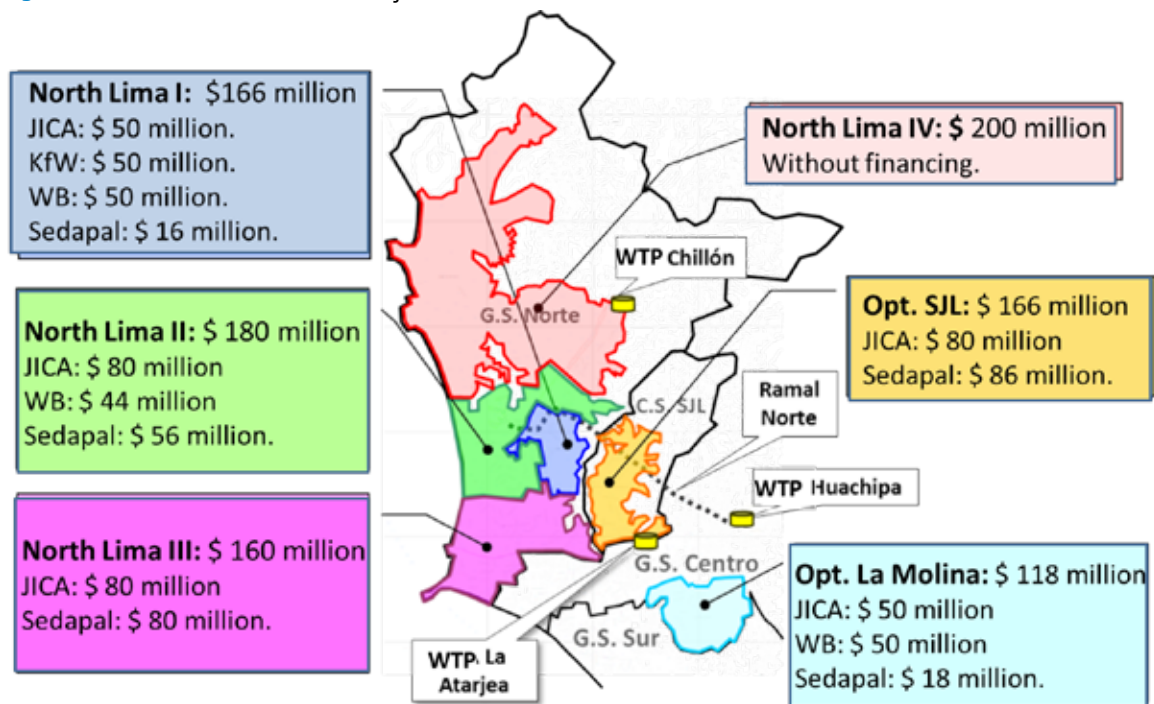 North Lima I: $166 million
JICA: $ 50 million.
KfW: $ 50 million.
WB: $ 50 million.
Sedapal: $ 16 million.
North Lima IV: $ 200 million
Without financing.
WTP Chillón
G.S. Norte
North Lima II: $ 180 million
JICA: $ 80 million
WB: $ 44 million
Sedapal: $ 56 million.
Opt. SJL: $ 166 million
JICA: $ 80 million
Sedapal: $ 86 million.
C.S. SJL
Ramal
Norte
WTP Huachipa
North Lima III: $ 160 million
JICA: $ 80 million
Sedapal: $ 80 million.
G.S. Centro
G.S. Sur
WTP La
Atarjea
Opt. La Molina: $ 118 million
JICA: $ 50 million
WB: $ 50 million
Sedapal: $ 18 million.